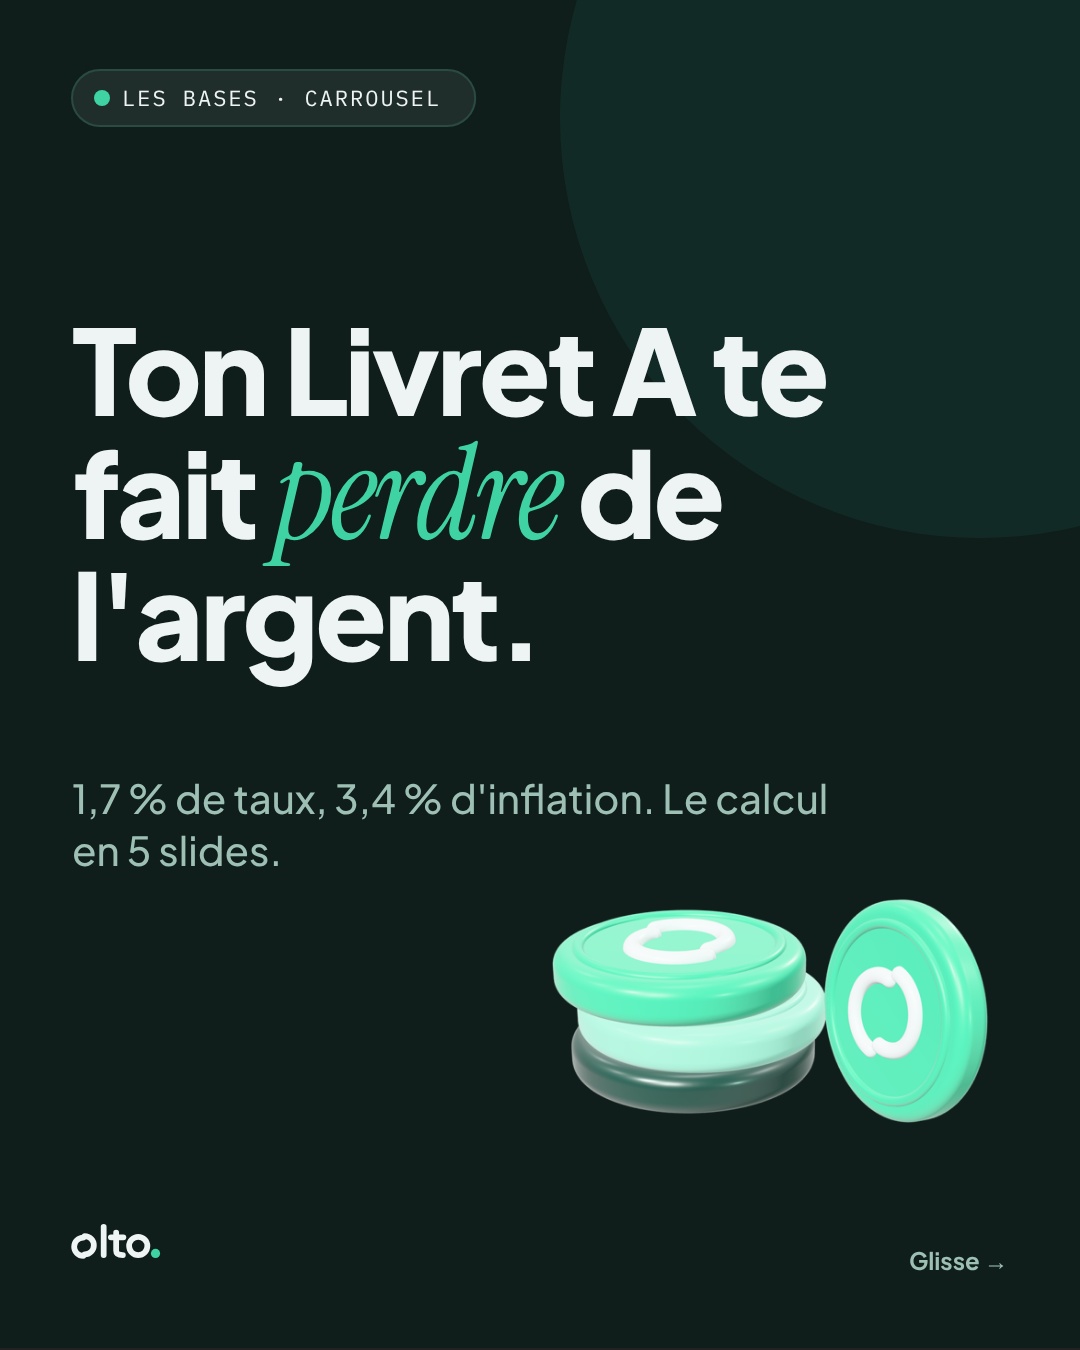 LES BASES · CARROUSEL
Ton Livret A te
fait perdre de
l'argent.
1,7 % de taux, 3,4 % d'inflation. Le calcul
en 5 slides.
olto.
Glisse →